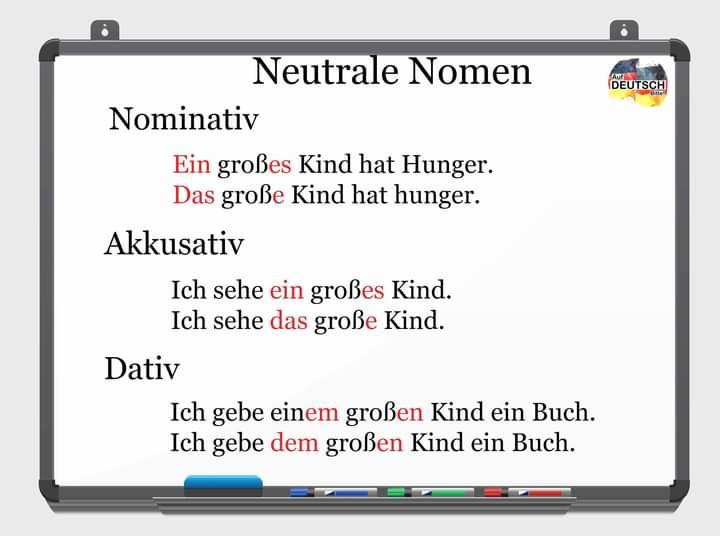 Neutrale Nomen
Auf
DEUTSCH
Bitte!
Nominativ
Ein großes Kind hat Hunger.
Das große Kind hat hunger.
Akkusativ
Ich sehe ein großes Kind.
Ich sehe das große Kind.
Dativ
Ich gebe einem großen Kind ein Buch.
Ich gebe dem großen Kind ein Buch.